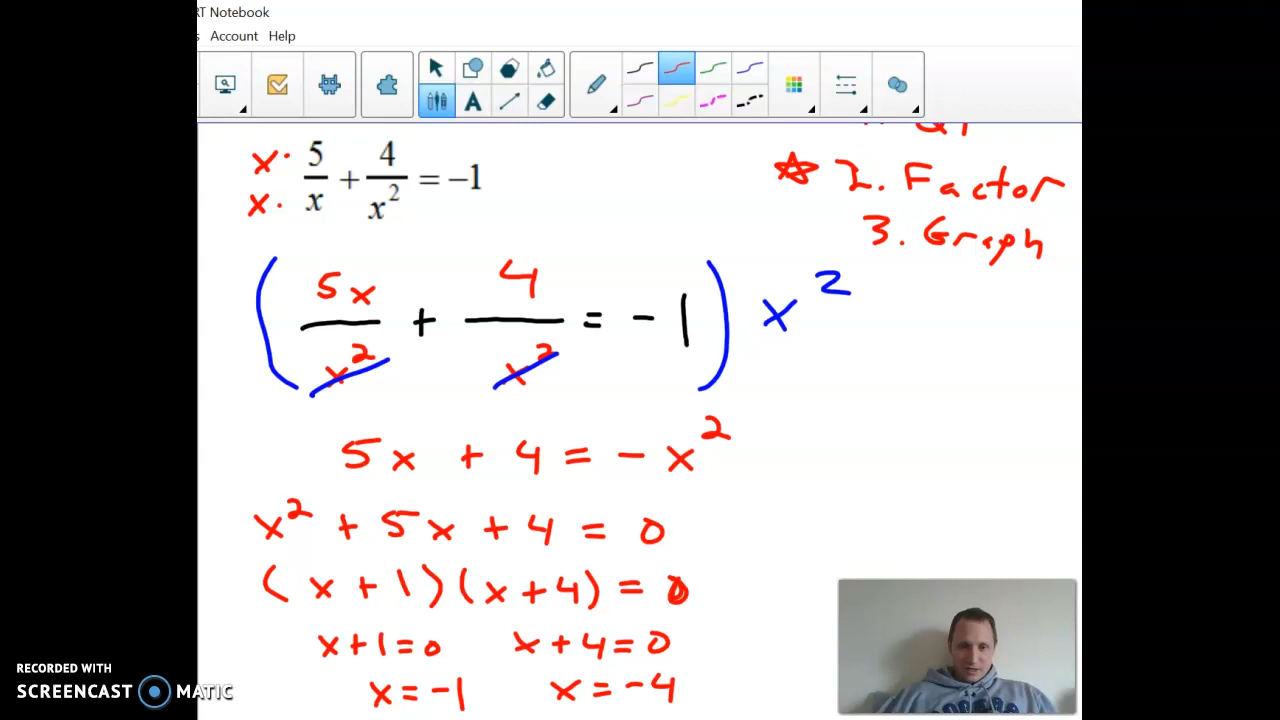 RT Notebook
s Account Help
x· 5/x + 4/x² = −1
x·
2. Factor
3. Graph
(5x/x² + 4/x² = −1) x²
5x + 4 = −x²
x² + 5x + 4 = 0
(x+1)(x+4) = 0
x+1=0 x+4=0
x=−1 x=−4
RECORDED WITH
SCREENCAST MATIC